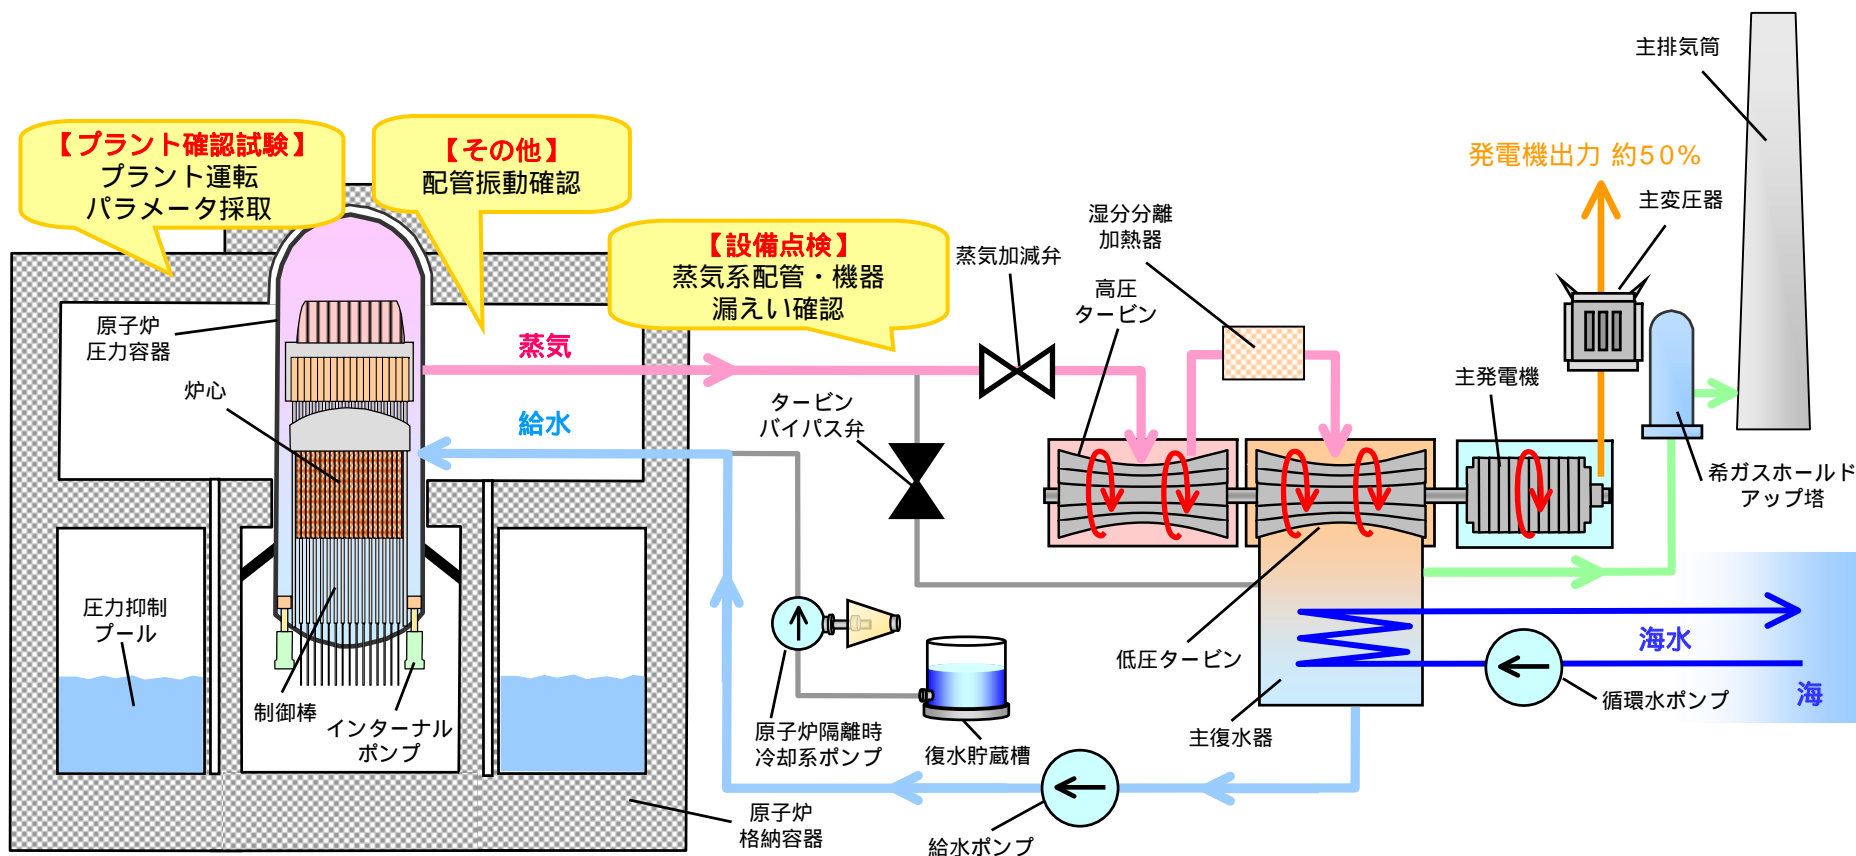 主排気筒
【プラント確認試験】
プラント運転
パラメータ採取
【その他】
配管振動確認
発電機出力 約50%
主変圧器
【設備点検】
蒸気系配管・機器
漏えい確認
蒸気加減弁
湿分分離
加熱器
高圧
タービン
原子炉
圧力容器
蒸気
炉心
給水
タービン
バイパス弁
主発電機
希ガスホールド
アップ塔
圧力抑制
プール
制御棒
インターナル
ポンプ
原子炉隔離時
冷却系ポンプ
復水貯蔵槽
低圧タービン
主復水器
海水
海
循環水ポンプ
原子炉
格納容器
給水ポンプ